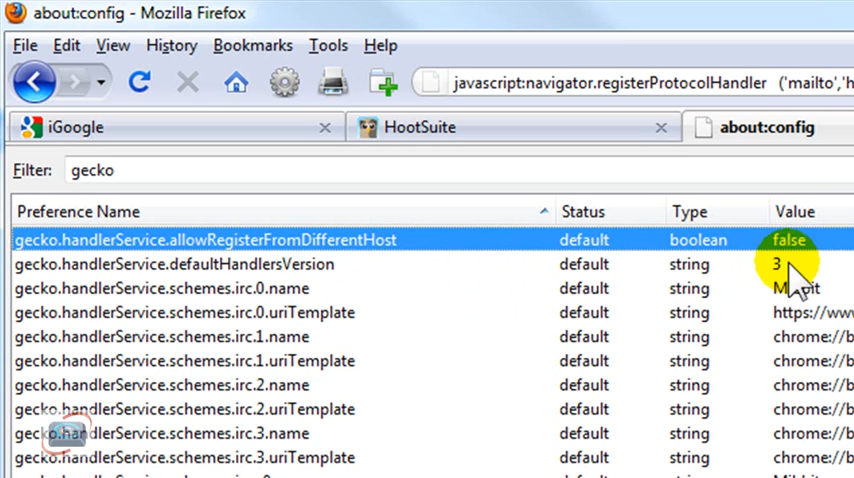 about:config - Mozilla Firefox
File Edit View History Bookmarks Tools Help
javascript:navigator.registerProtocolHandler ('mailto','h
iGoogle HootSuite about:config
Filter: gecko
Preference Name Status Type Value
gecko.handlerService.allowRegisterFromDifferentHost default boolean false
gecko.handlerService.defaultHandlersVersion default string 3
gecko.handlerService.schemes.irc.0.name default string
gecko.handlerService.schemes.irc.0.uriTemplate default string https://www
gecko.handlerService.schemes.irc.1.name default string chrome://b
gecko.handlerService.schemes.irc.1.uriTemplate default string chrome://b
gecko.handlerService.schemes.irc.2.name default string chrome://b
gecko.handlerService.schemes.irc.2.uriTemplate default string chrome://b
gecko.handlerService.schemes.irc.3.name default string chrome://b
gecko.handlerService.schemes.irc.3.uriTemplate default string chrome://b